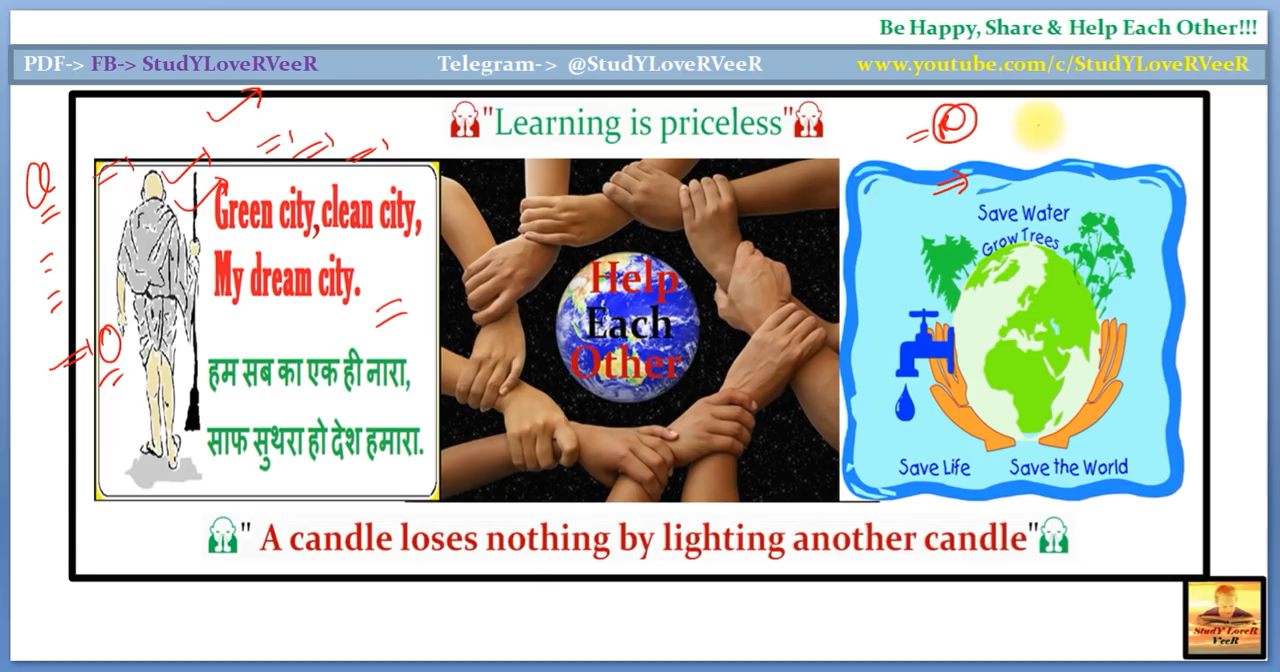 Be Happy, Share & Help Each Other!!!
PDF-> FB-> StudYLoveRVeeR
Telegram-> @StudYLoveRVeeR
www.youtube.com/c/StudYLoveRVeeR
"Learning is priceless"
Green city, clean city,
My dream city.
हम सब का एक ही नारा,
साफ सुथरा हो देश हमारा.
Help
Each
Other
Save Water
Grow Trees
Save Life
Save the World
" A candle loses nothing by lighting another candle"
StudY LoveR
VeeR